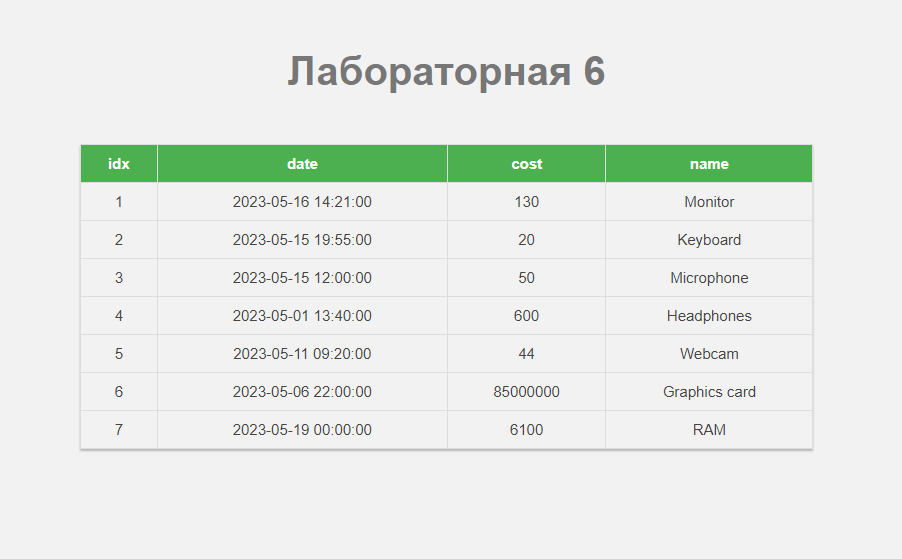 Лабораторная 6
idx date cost name
1 2023-05-16 14:21:00 130 Monitor
2 2023-05-15 19:55:00 20 Keyboard
3 2023-05-15 12:00:00 50 Microphone
4 2023-05-01 13:40:00 600 Headphones
5 2023-05-11 09:20:00 44 Webcam
6 2023-05-06 22:00:00 85000000 Graphics card
7 2023-05-19 00:00:00 6100 RAM